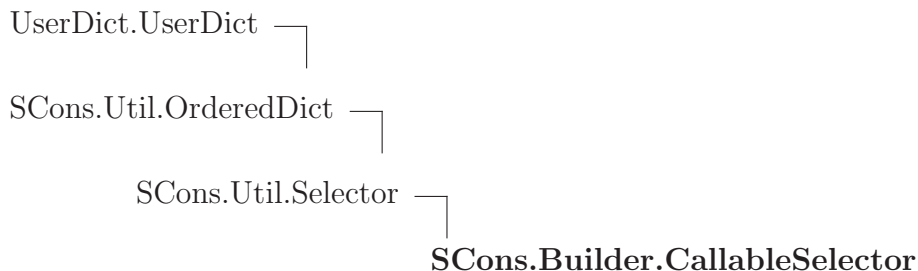 UserDict.UserDict
SCons.Util.OrderedDict
SCons.Util.Selector
SCons.Builder.CallableSelector